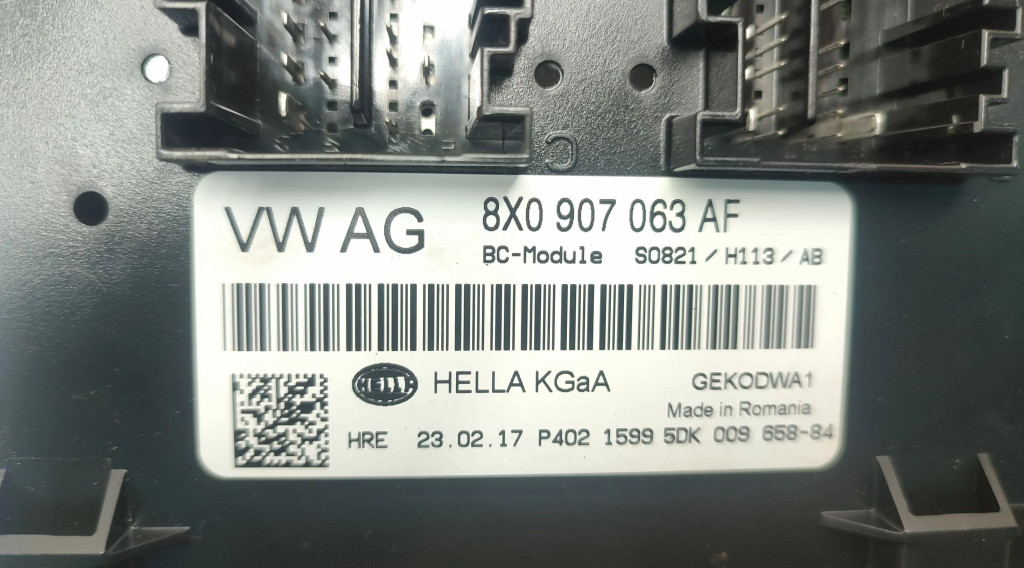 C
VW AG 8X0 907 063 AF
BC-Module S0821 / H113 / AB
HELLA HELLA KGaA GEKODWA1
Made in Romania
HRE 23.02.17 P402 1599 5DK 009 658-84